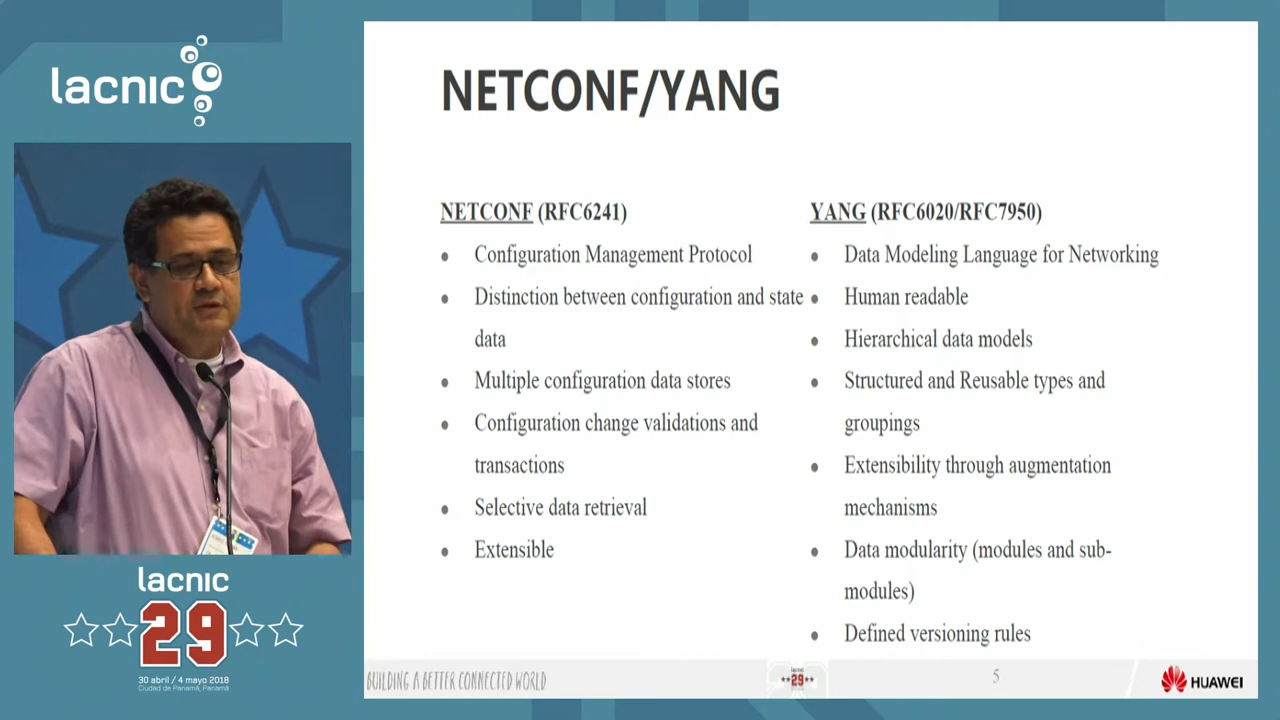 lacnic
NETCONF/YANG
NETCONF (RFC6241)
● Configuration Management Protocol
● Distinction between configuration and state
data
● Multiple configuration data stores
● Configuration change validations and
transactions
● Selective data retrieval
● Extensible
YANG (RFC6020/RFC7950)
● Data Modeling Language for Networking
● Human readable
● Hierarchical data models
● Structured and Reusable types and
groupings
● Extensibility through augmentation
mechanisms
● Data modularity (modules and sub-
modules)
● Defined versioning rules
lacnic
29
30 abril / 4 mayo 2018
Ciudad de Panamá, Panamá
BUILDING A BETTER CONNECTED WORLD
lacnic
29
5
HUAWEI